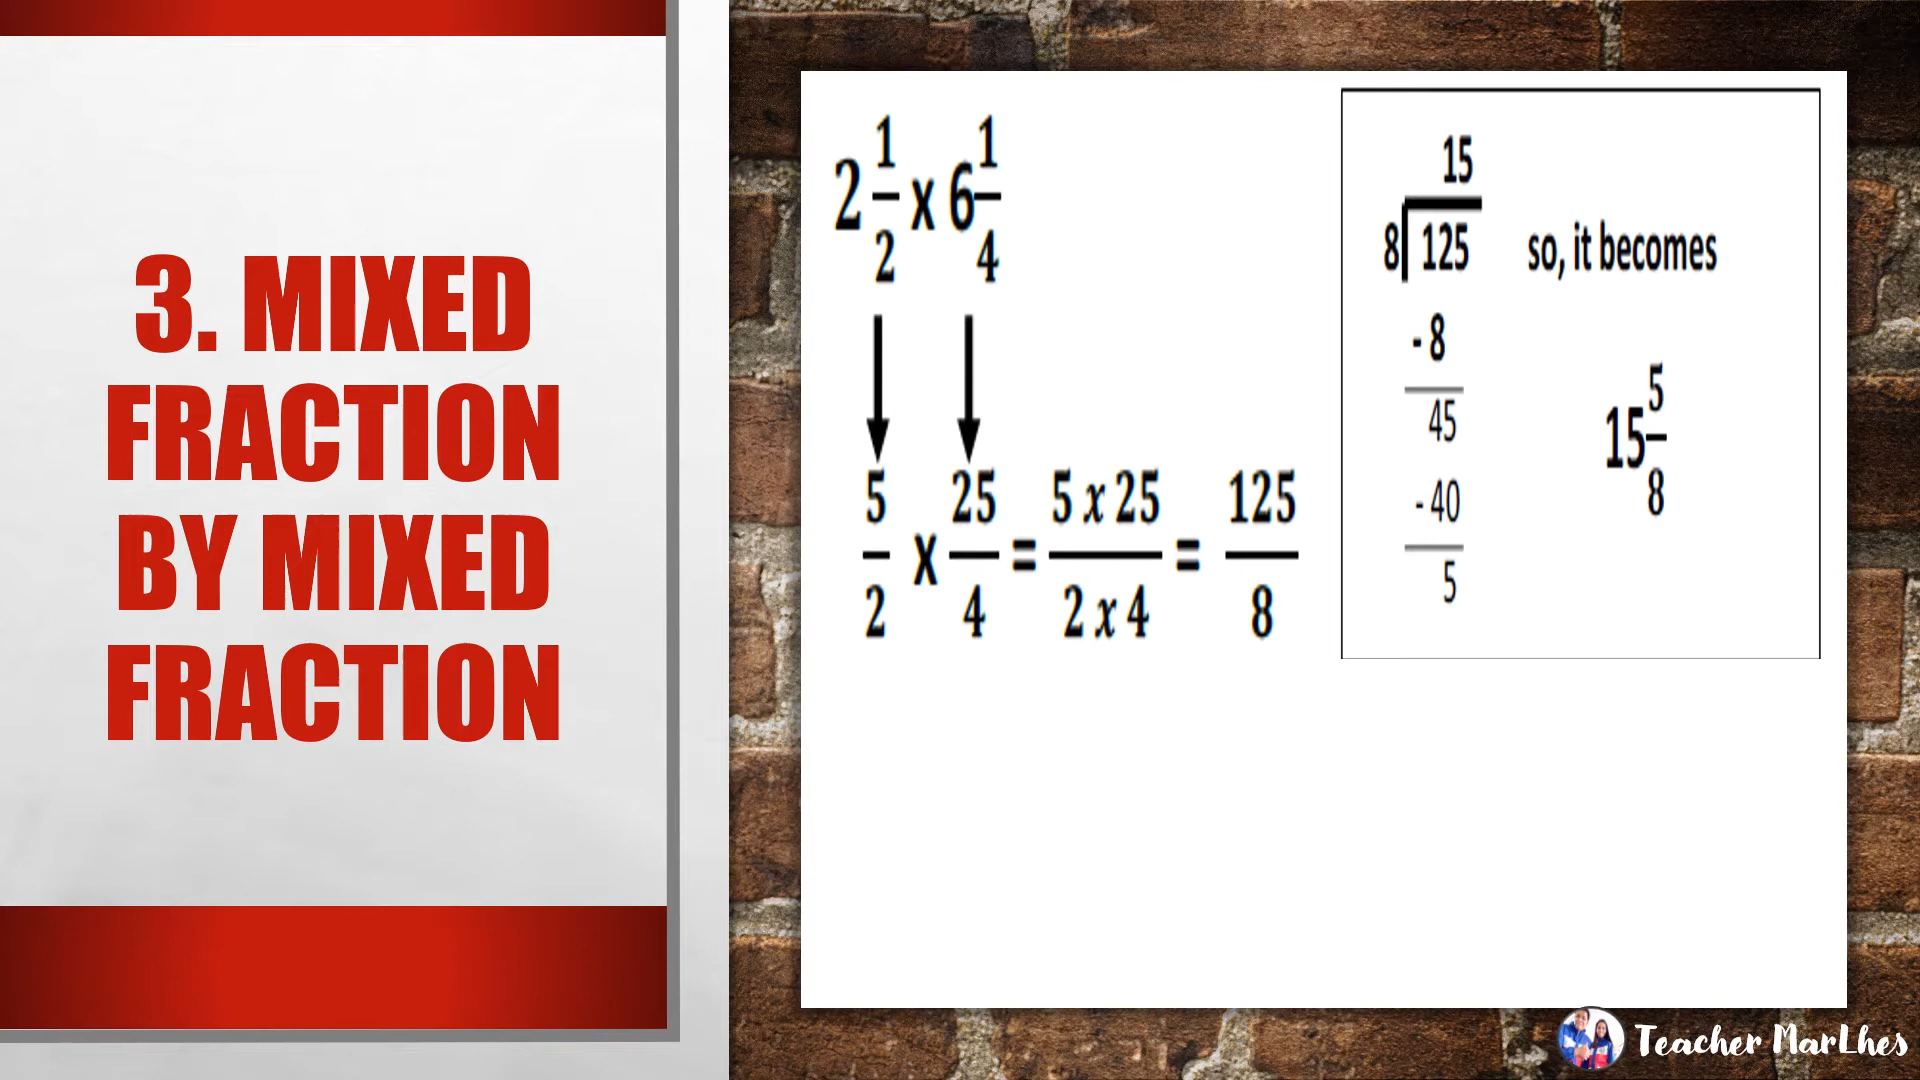 3. MIXED
FRACTION
BY MIXED
FRACTION
2 1/2 x 6 1/4
5/2 x 25/4 = 5 x 25/2 x 4 = 125/8
15
8 125 so, it becomes
- 8
45
15 5/8
- 40
5
Teacher MarLhes